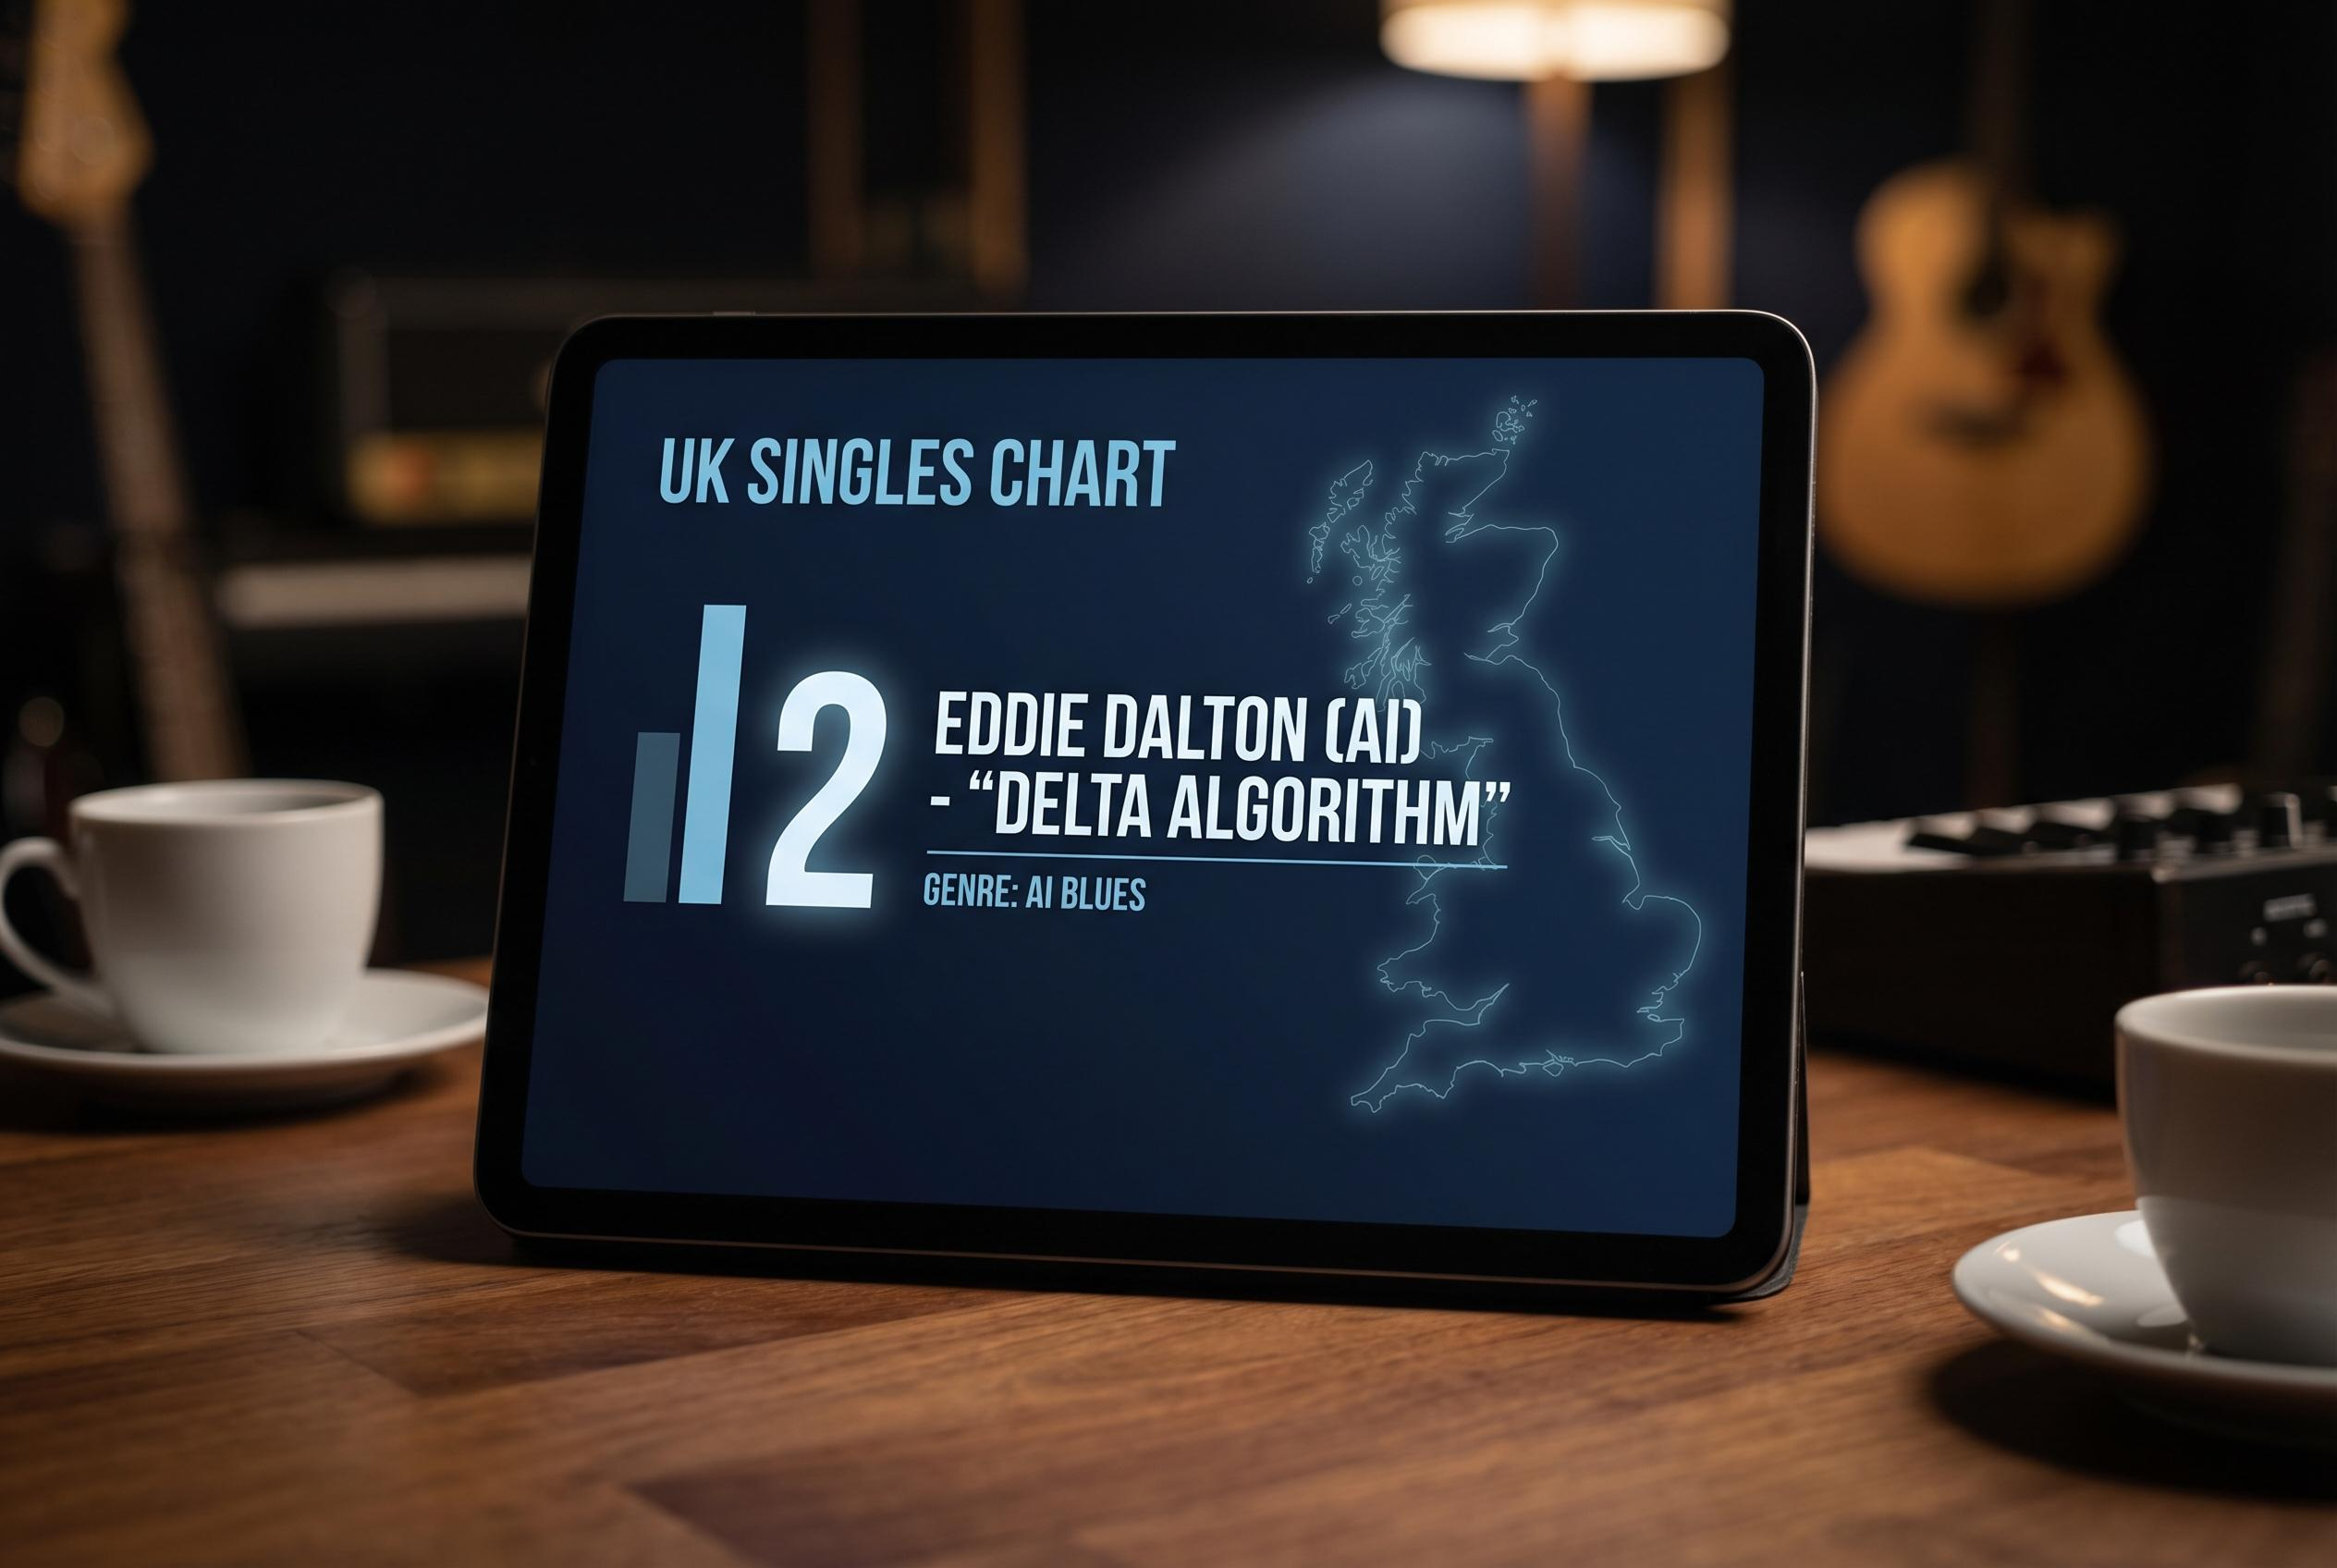 UK SINGLES CHART
2
EDDIE DALTON (AI)
- “DELTA ALGORITHM”
GENRE: AI BLUES